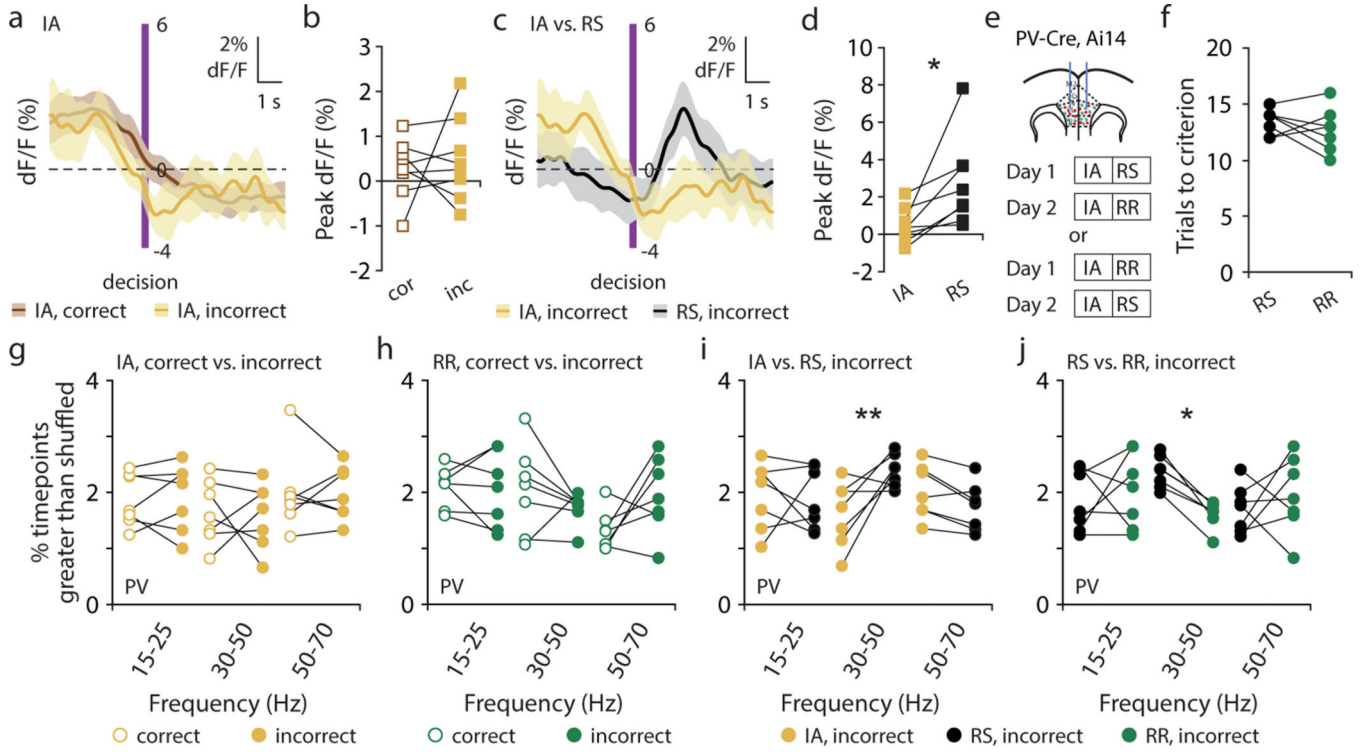 a
IA
6
2%
dF/F
1 s
dF/F (%)
0
-4
decision
IA, correct
IA, incorrect
b
3
2
1
0
-1
-2
Peak dF/F (%)
cor
inc
c
IA vs. RS
6
2%
dF/F
1 s
dF/F (%)
0
-4
decision
IA, incorrect
RS, incorrect
d
10
8
6
4
2
0
-2
Peak dF/F (%)
*
IA
RS
e
PV-Cre, Ai14
Day 1 IA RS
Day 2 IA RR
or
Day 1 IA RR
Day 2 IA RS
f
20
15
10
5
0
Trials to criterion
RS
RR
g
IA, correct vs. incorrect
% timepoints
greater than shuffled
4
2
0
PV
15-25
30-50
50-70
Frequency (Hz)
correct
incorrect
h
RR, correct vs. incorrect
4
2
0
PV
15-25
30-50
50-70
Frequency (Hz)
correct
incorrect
i
IA vs. RS, incorrect
4
2
0
**
PV
15-25
30-50
50-70
Frequency (Hz)
j
RS vs. RR, incorrect
4
2
0
*
PV
15-25
30-50
50-70
Frequency (Hz)
IA, incorrect
RS, incorrect
RR, incorrect